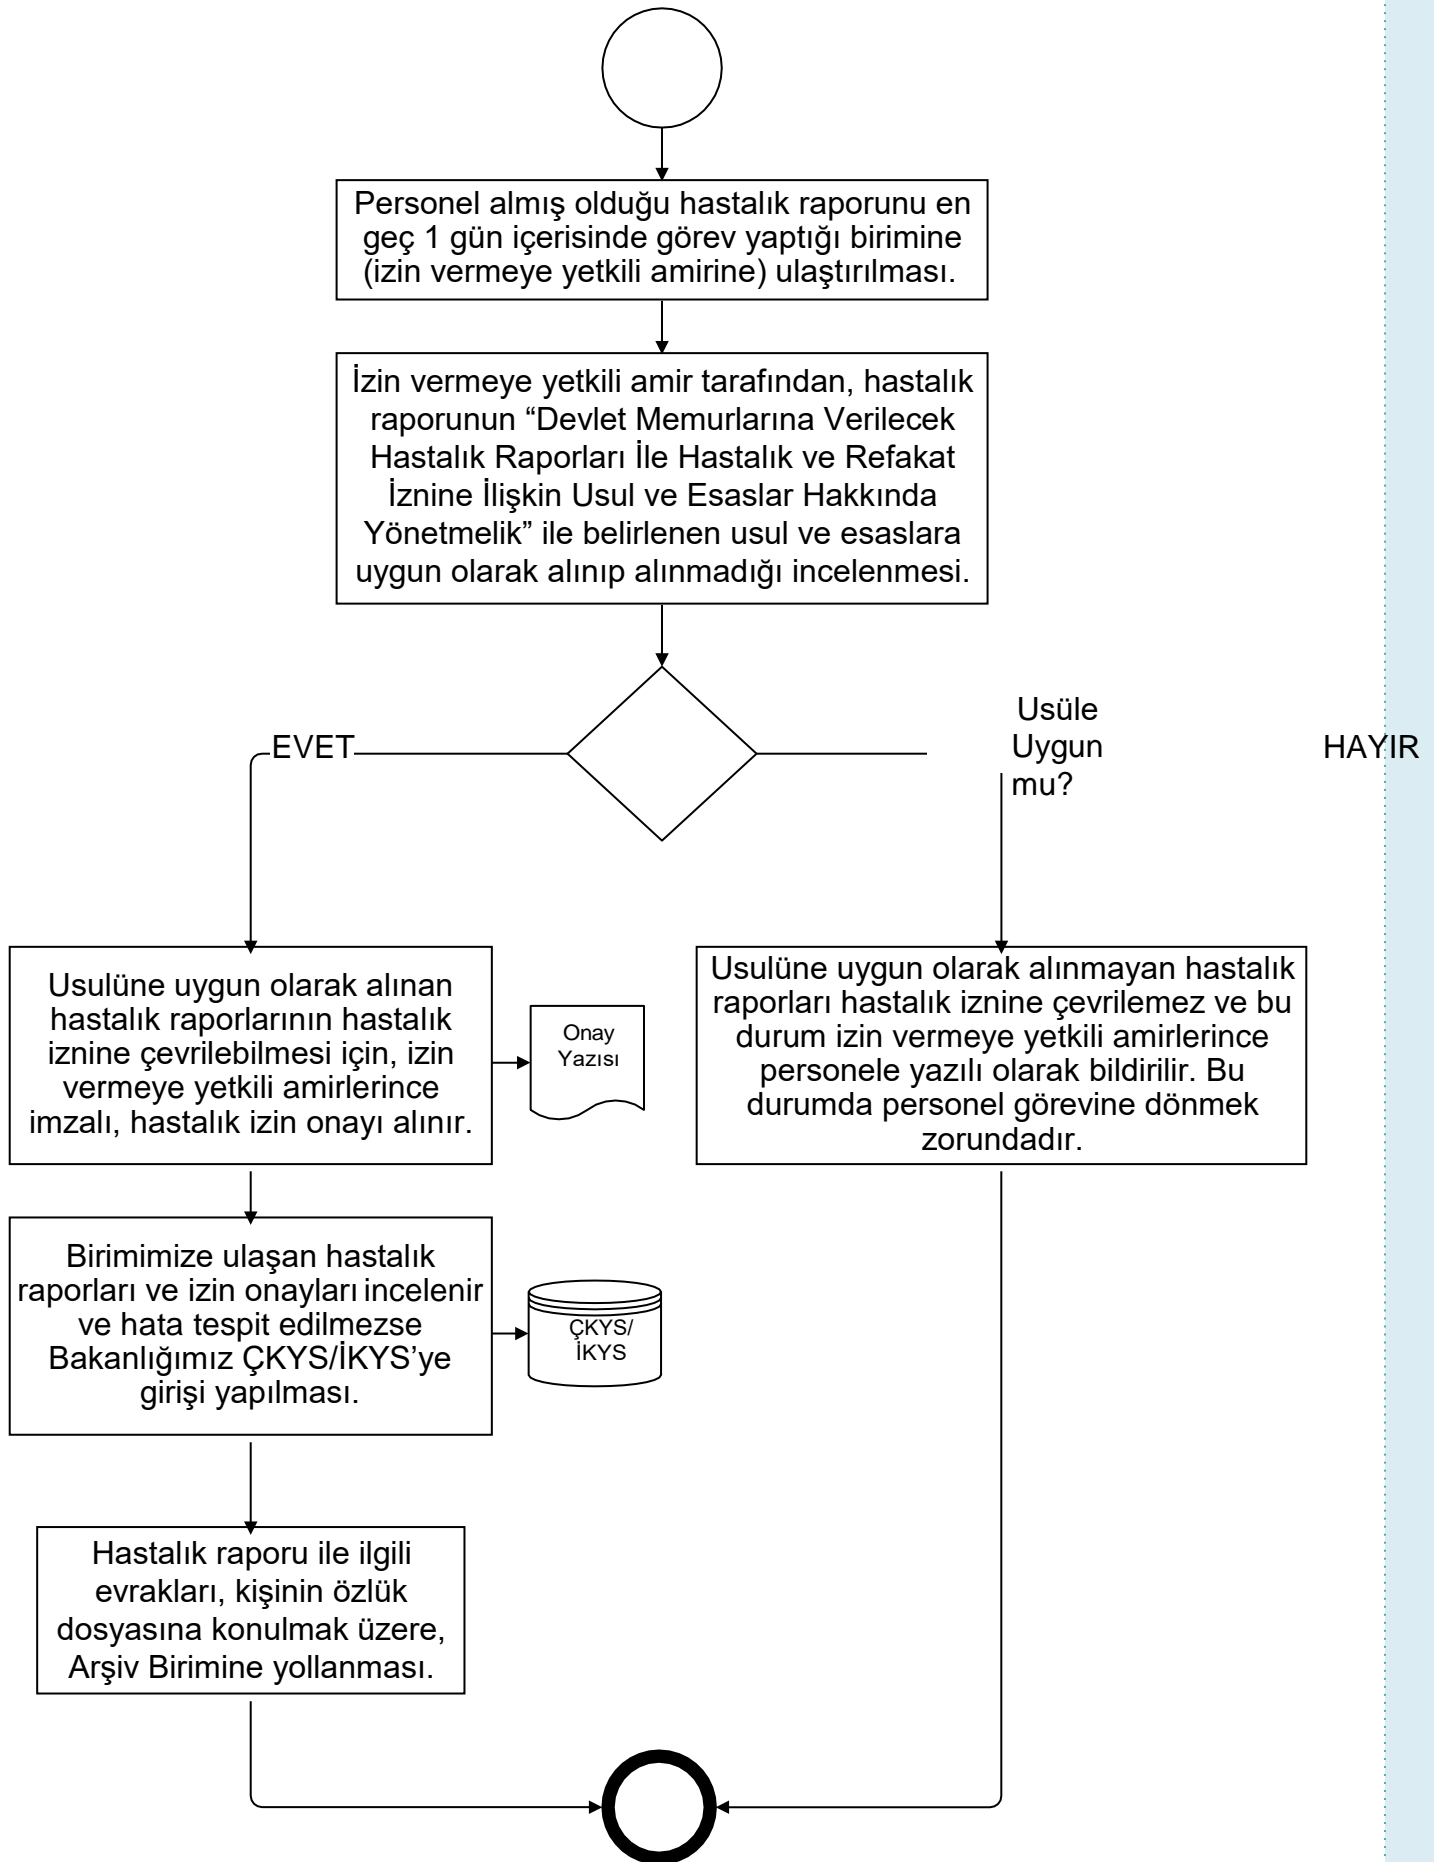 Personel almış olduğu hastalık raporunu en
geç 1 gün içerisinde görev yaptığı birimine
(izin vermeye yetkili amirine) ulaştırılması.
İzin vermeye yetkili amir tarafından, hastalık
raporunun “Devlet Memurlarına Verilecek
Hastalık Raporları İle Hastalık ve Refakat
İznine İlişkin Usul ve Esaslar Hakkında
Yönetmelik” ile belirlenen usul ve esaslara
uygun olarak alınıp alınmadığı incelenmesi.
EVET
Usüle
Uygun
mu?
HAYIR
Usulüne uygun olarak alınan
hastalık raporlarının hastalık
iznine çevrilebilmesi için, izin
vermeye yetkili amirlerince
imzalı, hastalık izin onayı alınır.
Onay
Yazısı
Usulüne uygun olarak alınmayan hastalık
raporları hastalık iznine çevrilemez ve bu
durum izin vermeye yetkili amirlerince
personele yazılı olarak bildirilir. Bu
durumda personel görevine dönmek
zorundadır.
Birimimize ulaşan hastalık
raporları ve izin onayları incelenir
ve hata tespit edilmezse
Bakanlığımız ÇKYS/İKYS’ye
girişi yapılması.
ÇKYS/
İKYS
Hastalık raporu ile ilgili
evrakları, kişinin özlük
dosyasına konulmak üzere,
Arşiv Birimine yollanması.